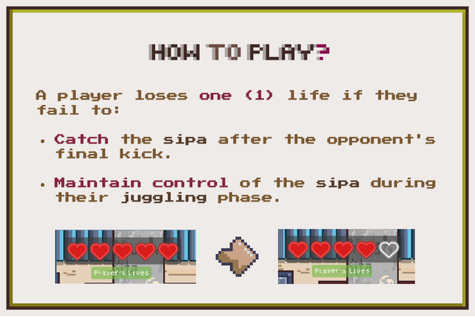 HOW TO PLAY?
A player loses one (1) life if they
fail to:
• Catch the sipa after the opponent's
final kick.
• Maintain control of the sipa during
their juggling phase.
Player's Lives
Player's Lives